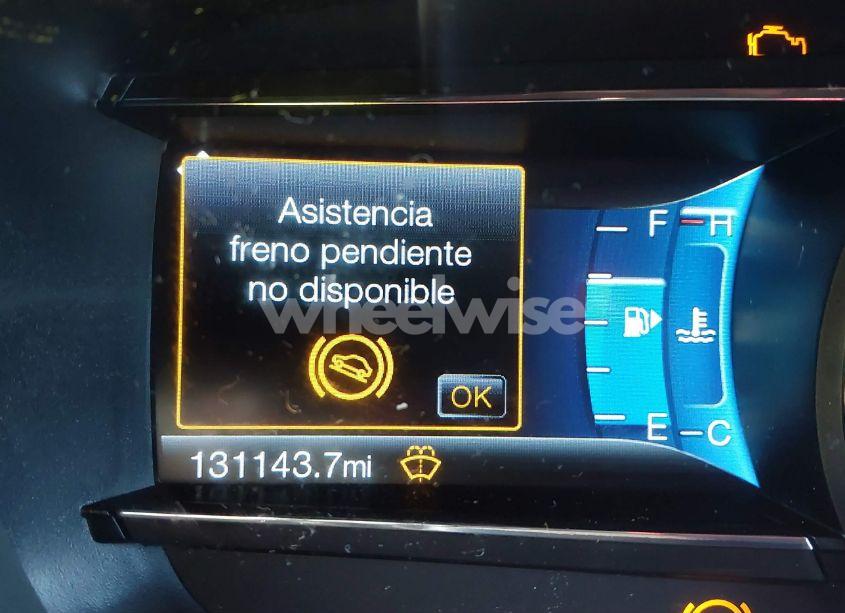 Asistencia
freno pendiente
no disponible
wheelwise
OK
131143.7mi
F
H
E
C